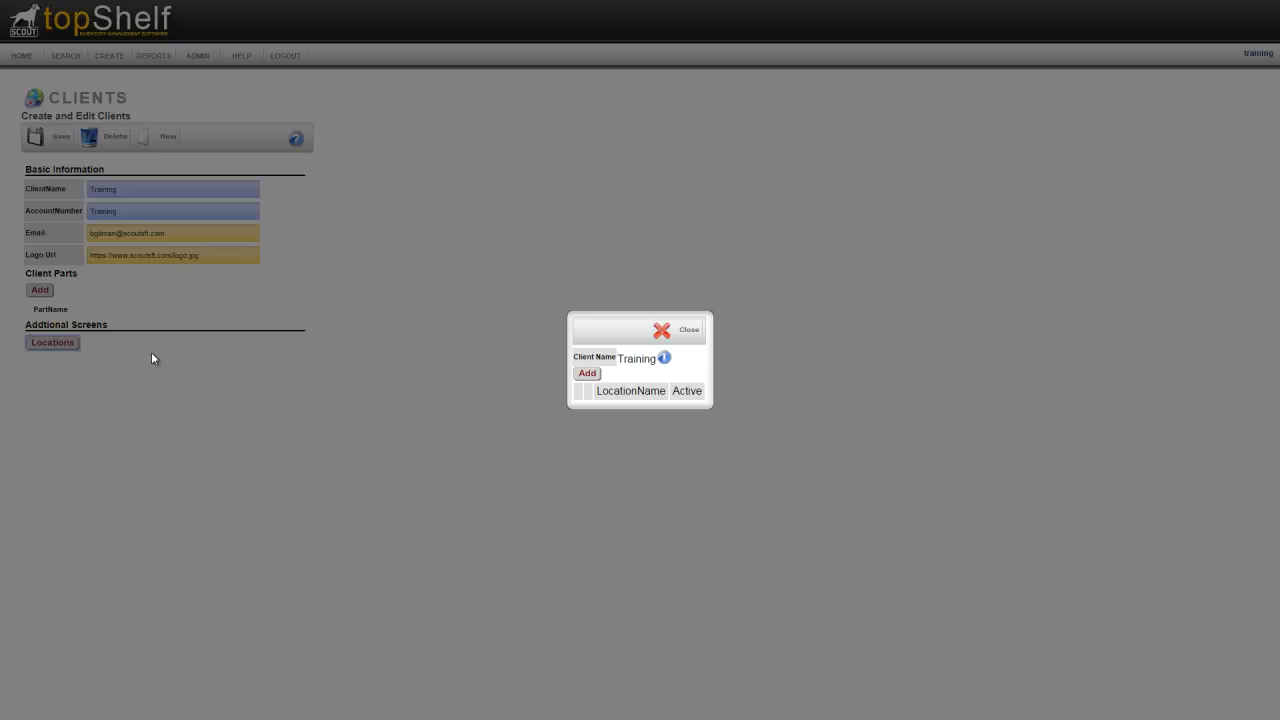 topShelf
SCOUT INVENTORY MANAGEMENT SOFTWARE
HOME SEARCH CREATE REPORTS ADMIN HELP LOGOUT training
CLIENTS
Create and Edit Clients
Save Delete New
Basic Information
ClientName Training
AccountNumber Training
Email bgilman@scoutsft.com
Logo Url https://www.scoutsft.com/logo.jpg
Client Parts
Add
PartName
Addtional Screens
Locations
Close
Client Name Training
Add
LocationName Active